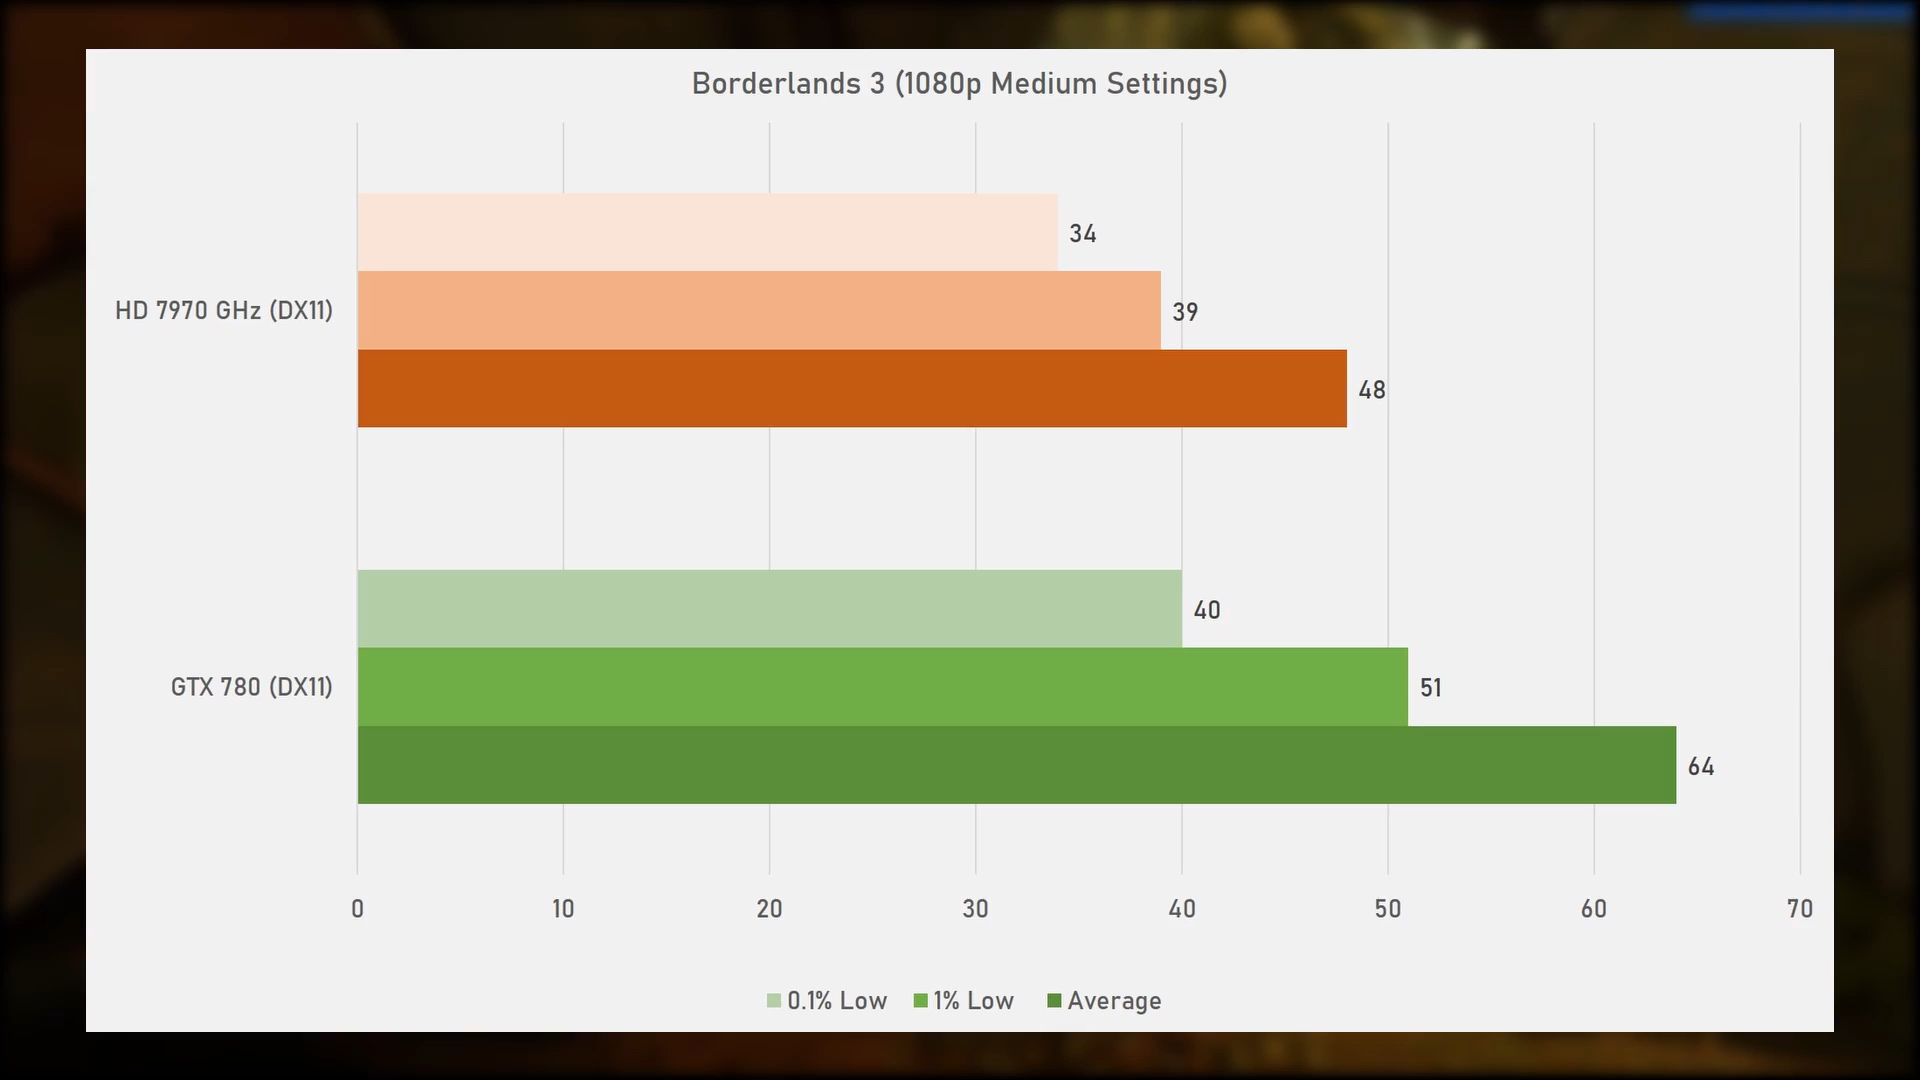 Borderlands 3 (1080p Medium Settings)
34
HD 7970 GHz (DX11)
39
48
40
GTX 780 (DX11)
51
64
0 10 20 30 40 50 60 70
0.1% Low 1% Low Average